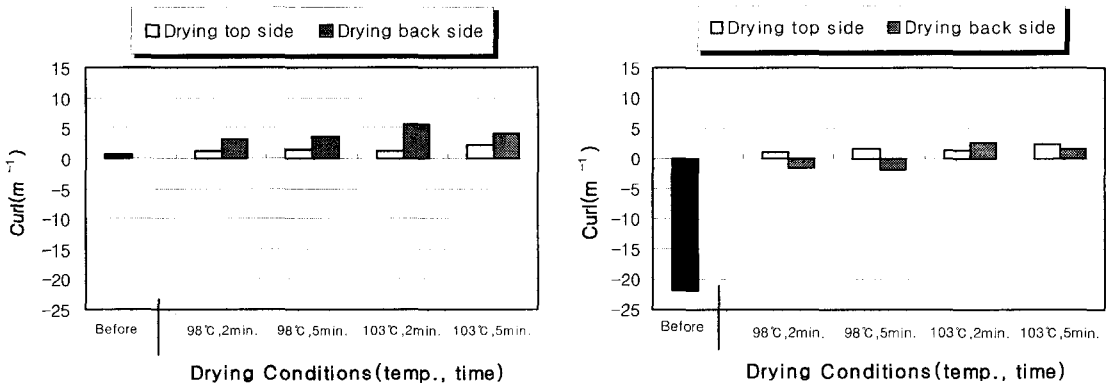 Drying top side Drying back side
15
10
5
0
−5
−10
−15
−20
−25
Curl(m⁻¹)
Before 98℃,2min. 98℃,5min. 103℃,2min. 103℃,5min.
Drying Conditions(temp., time)
Drying top side Drying back side
15
10
5
0
−5
−10
−15
−20
−25
Curl(m⁻¹)
Before 98℃,2min. 98℃,5min. 103℃,2min. 103℃,5min.
Drying Conditions(temp., time)